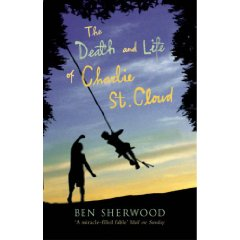 The
Death and Life
of Charlie
St. Cloud
BEN SHERWOOD
'A miracle-filled fable' Mail on Sunday